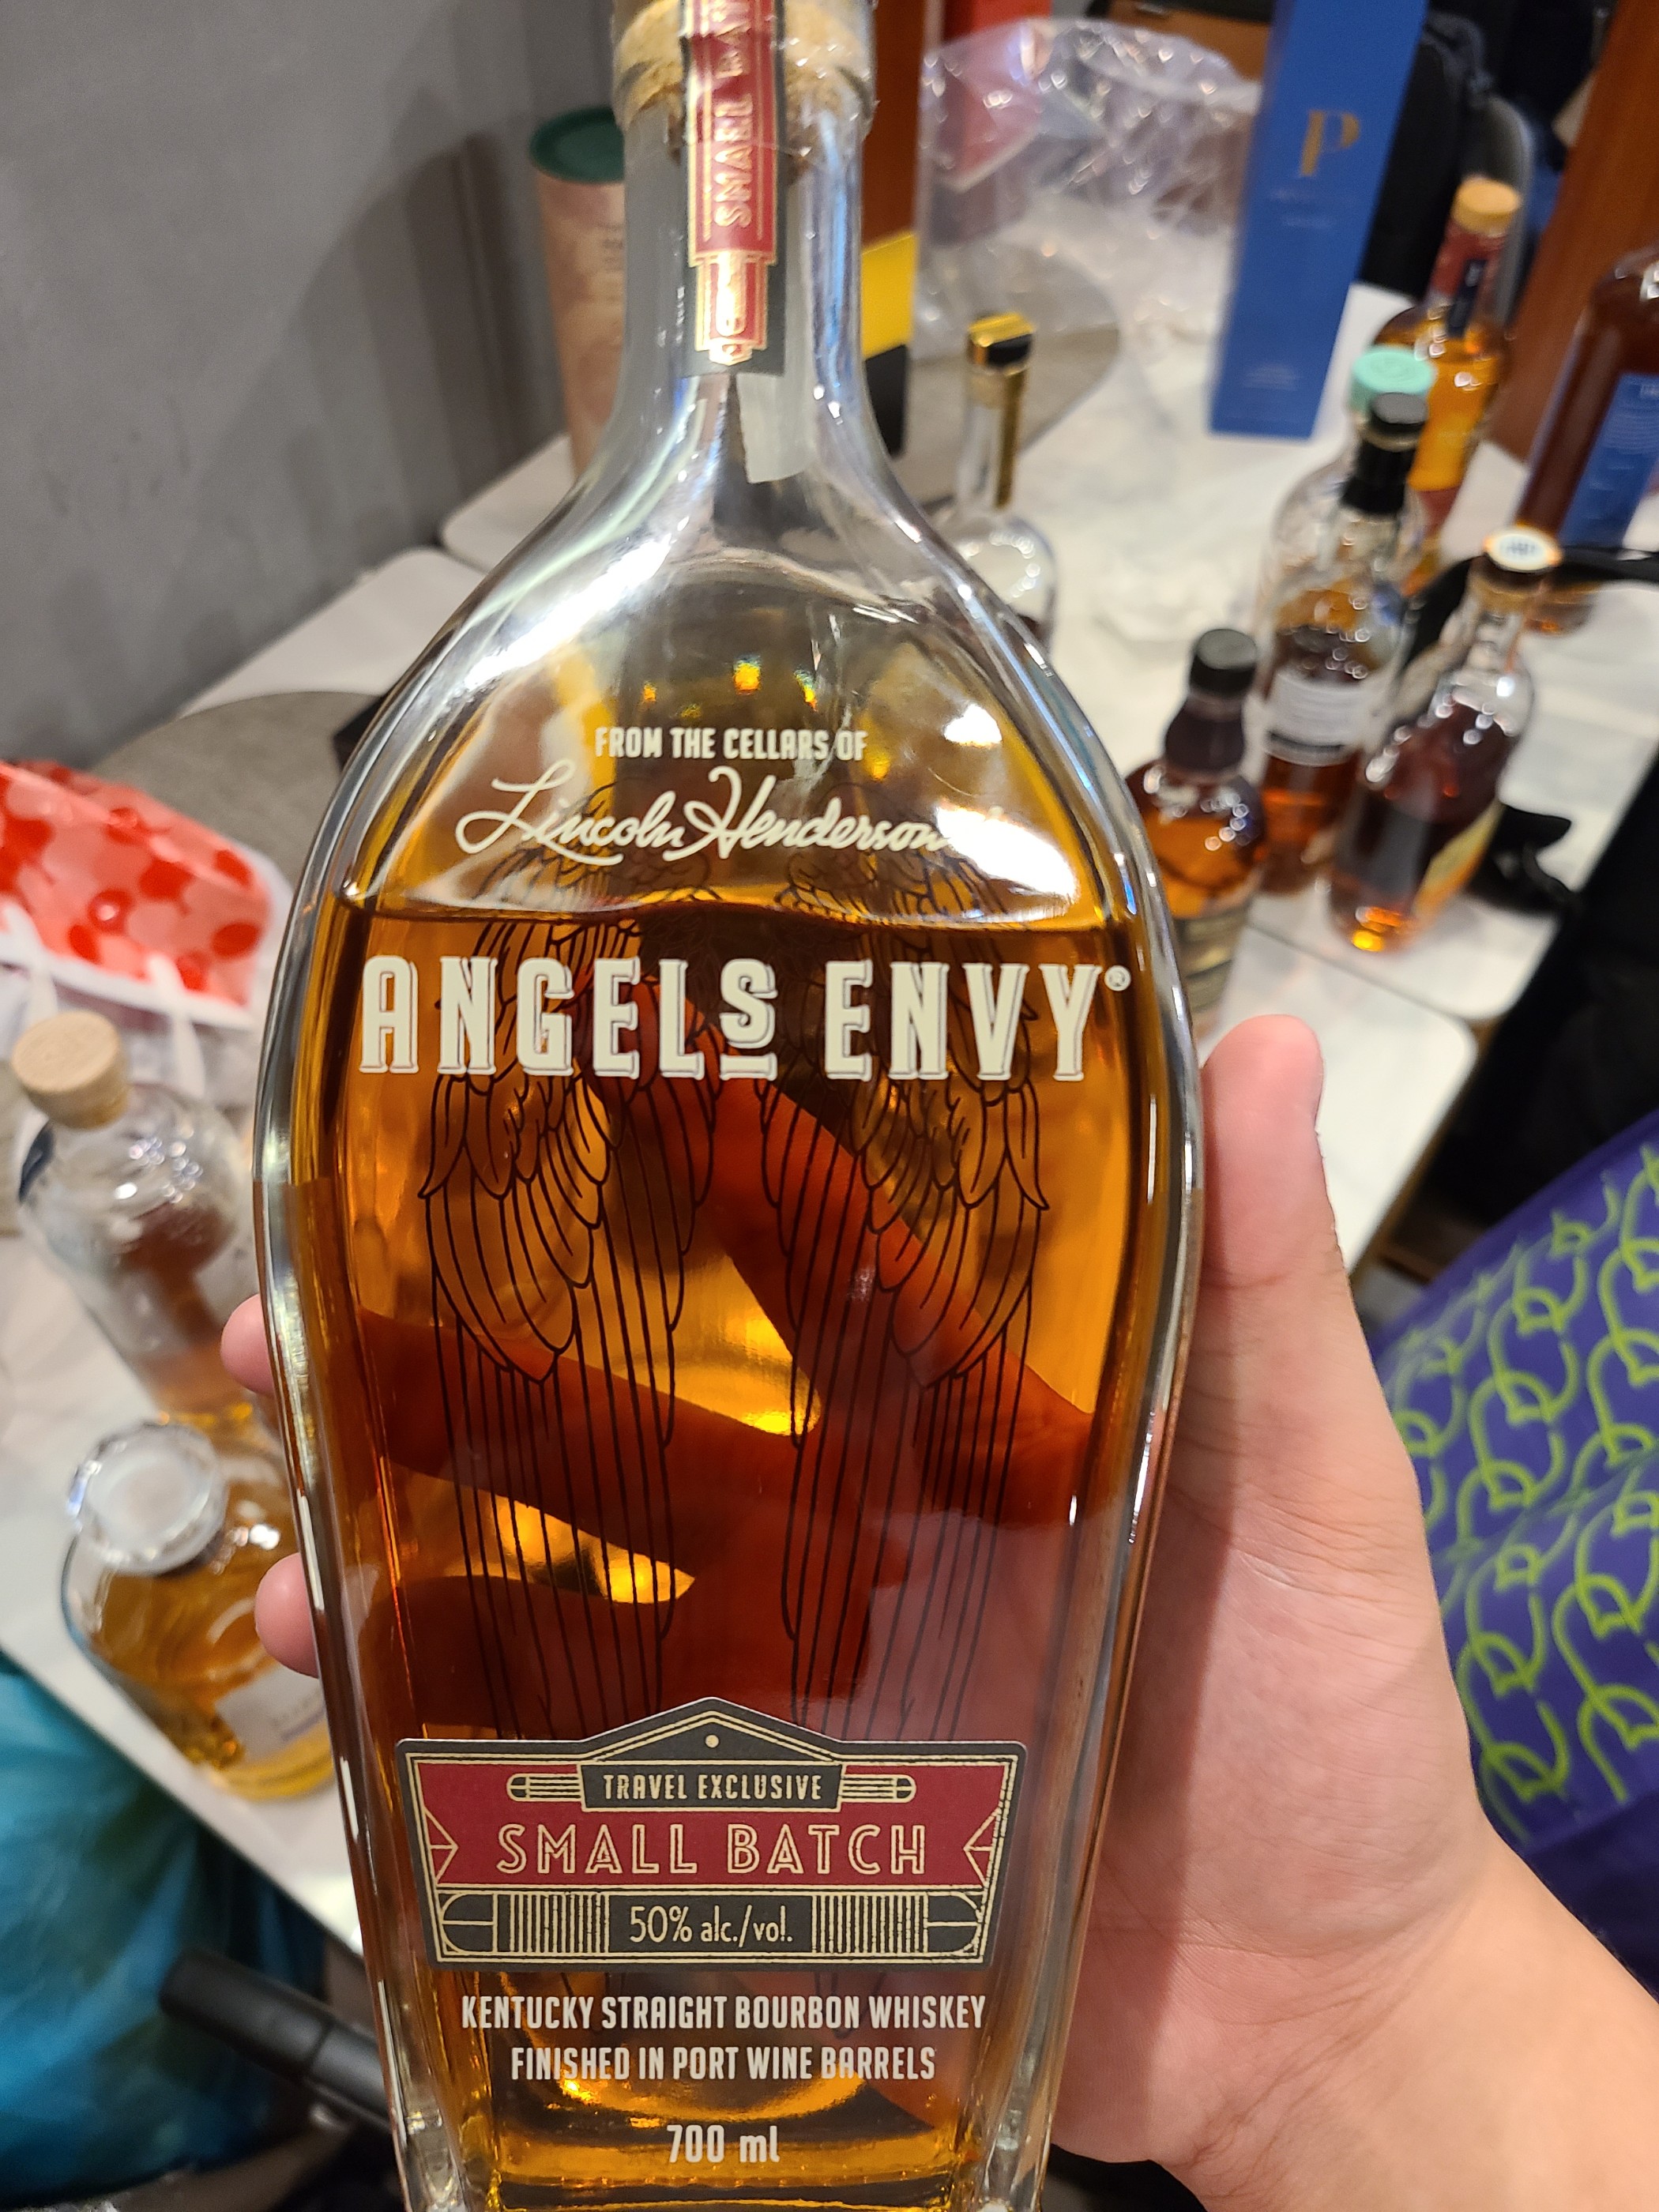 SMALL
FROM THE CELLARS OF
Lincoln Henderson
ANGELS ENVY®
TRAVEL EXCLUSIVE
SMALL BATCH
50% alc./vol.
KENTUCKY STRAIGHT BOURBON WHISKEY
FINISHED IN PORT WINE BARRELS
700 ml
P